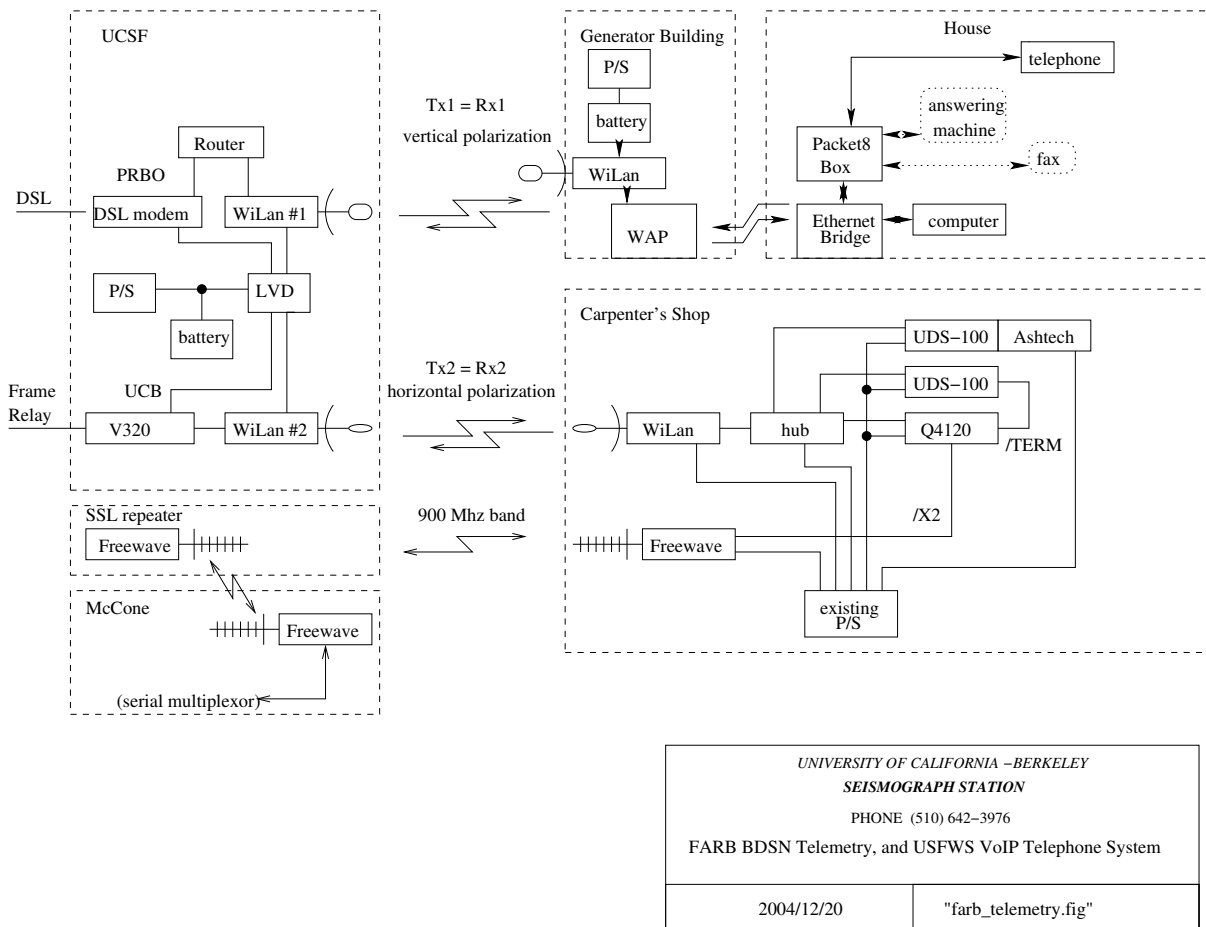 UCSF
Router
PRBO
DSL
DSL modem
WiLan #1
P/S
LVD
battery
Frame
Relay
UCB
V320
WiLan #2
SSL repeater
Freewave
McCone
Freewave
(serial multiplexor)
Tx1 = Rx1
vertical polarization
Tx2 = Rx2
horizontal polarization
900 Mhz band
Generator Building
P/S
battery
WiLan
WAP
House
telephone
answering
machine
Packet8
Box
fax
Ethernet
Bridge
computer
Carpenter's Shop
UDS−100
Ashtech
UDS−100
WiLan
hub
Q4120
/TERM
/X2
Freewave
existing
P/S
UNIVERSITY OF CALIFORNIA −BERKELEY
SEISMOGRAPH STATION
PHONE (510) 642−3976
FARB BDSN Telemetry, and USFWS VoIP Telephone System
2004/12/20
"farb_telemetry.fig"